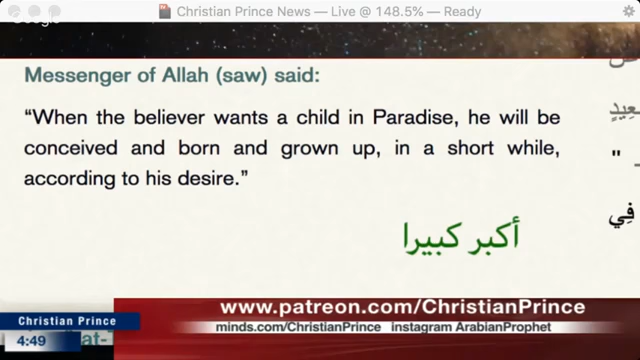 Christian Prince News — Live @ 148.5% — Ready
Google
Messenger of Allah (saw) said:
“When the believer wants a child in Paradise, he will be
conceived and born and grown up, in a short while,
according to his desire.”
"
فِي
أكبر كبيرا
www.patreon.com/ChristianPrince
minds.com/ChristianPrince instagram ArabianProphet
Christian Prince
4:49
at-